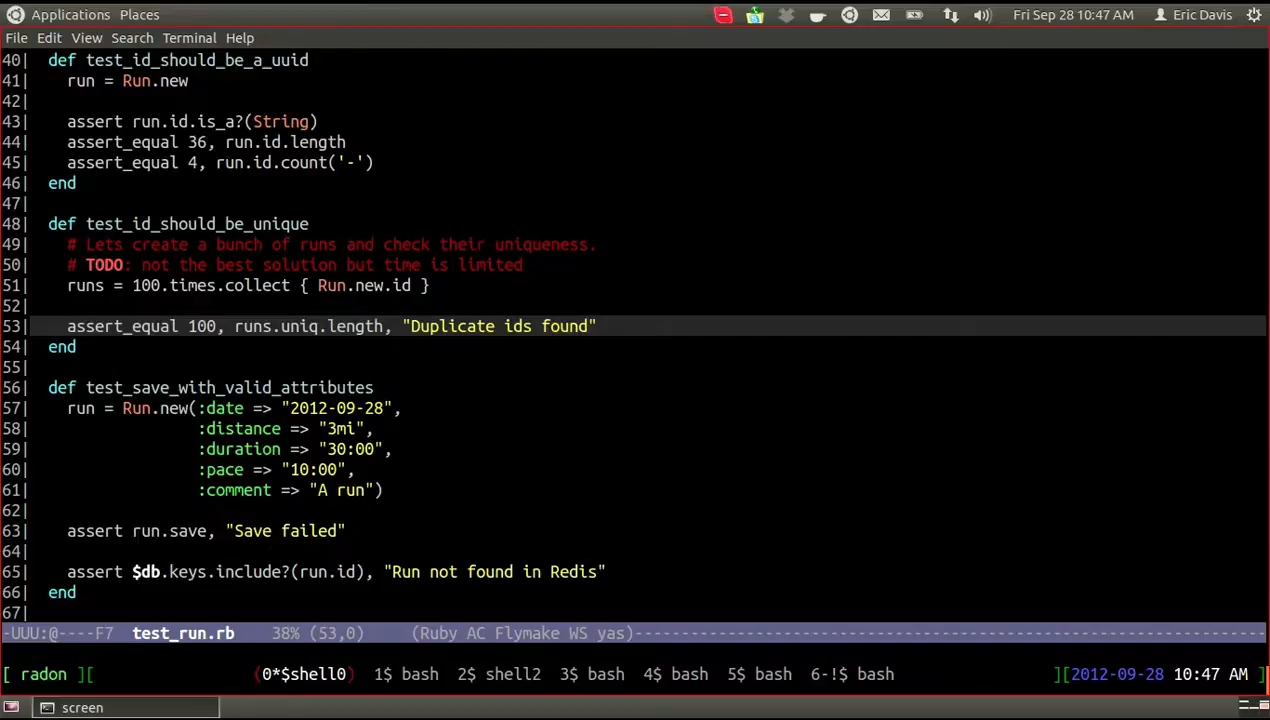 Applications Places Fri Sep 28 10:47 AM Eric Davis
File Edit View Search Terminal Help
40| def test_id_should_be_a_uuid
41| run = Run.new
42|
43| assert run.id.is_a?(String)
44| assert_equal 36, run.id.length
45| assert_equal 4, run.id.count('-')
46| end
47|
48| def test_id_should_be_unique
49| # Lets create a bunch of runs and check their uniqueness.
50| # TODO: not the best solution but time is limited
51| runs = 100.times.collect { Run.new.id }
52|
53| assert_equal 100, runs.uniq.length, "Duplicate ids found"
54| end
55|
56| def test_save_with_valid_attributes
57| run = Run.new(:date => "2012-09-28",
58| :distance => "3mi",
59| :duration => "30:00",
60| :pace => "10:00",
61| :comment => "A run")
62|
63| assert run.save, "Save failed"
64|
65| assert $db.keys.include?(run.id), "Run not found in Redis"
66| end
67|
-UUU:@----F7 test_run.rb 38% (53,0) (Ruby AC Flymake WS yas)--------------------------------------------------------------------
[ radon ][ (0*$shell0) 1$ bash 2$ shell2 3$ bash 4$ bash 5$ bash 6-!$ bash ][2012-09-28 10:47 AM ]
screen